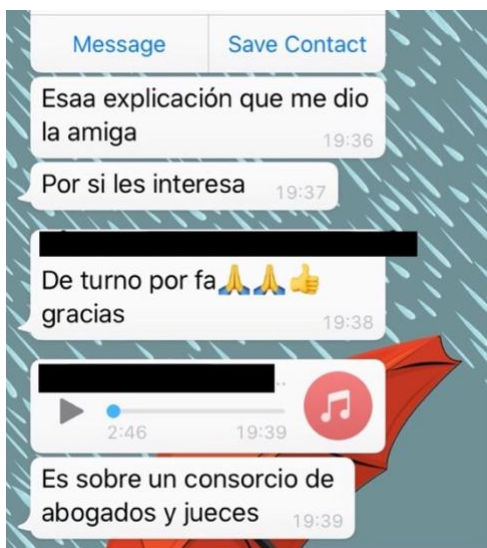 Message Save Contact
Esaa explicación que me dio
la amiga 19:36
Por si les interesa 19:37
De turno por fa🙏🙏👍
gracias 19:38
2:46 19:39
Es sobre un consorcio de
abogados y jueces 19:39